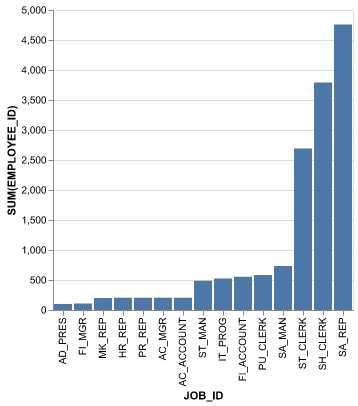 5,000
4,500
4,000
3,500
3,000
2,500
2,000
1,500
1,000
500
0
SUM(EMPLOYEE_ID)
AD_PRES
FI_MGR
MK_REP
HR_REP
PR_REP
AC_MGR
AC_ACCOUNT
ST_MAN
IT_PROG
FI_ACCOUNT
PU_CLERK
SA_MAN
ST_CLERK
SH_CLERK
SA_REP
JOB_ID